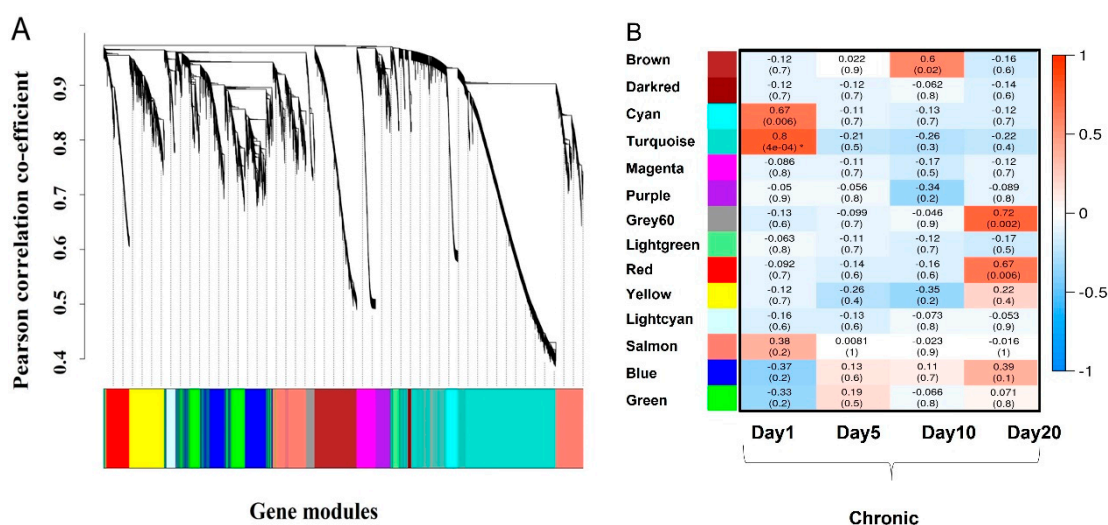 A
Pearson correlation co-efficient
0.9
0.8
0.7
0.6
0.5
0.4
Gene modules
B
Brown
-0.12 0.022 0.6 -0.16
(0.7) (0.9) (0.02) (0.6)
Darkred
-0.12 -0.12 -0.062 -0.14
(0.7) (0.7) (0.8) (0.6)
Cyan
0.67 -0.11 -0.13 -0.12
(0.006) (0.7) (0.7) (0.7)
Turquoise
0.8 -0.21 -0.26 -0.22
(4e-04) * (0.5) (0.3) (0.4)
Magenta
-0.086 -0.11 -0.17 -0.12
(0.8) (0.7) (0.5) (0.7)
Purple
-0.05 -0.056 -0.34 -0.089
(0.9) (0.8) (0.2) (0.8)
Grey60
-0.13 -0.099 -0.046 0.72
(0.6) (0.7) (0.9) (0.002)
Lightgreen
-0.063 -0.11 -0.12 -0.17
(0.8) (0.7) (0.7) (0.5)
Red
-0.092 -0.14 -0.16 0.67
(0.7) (0.6) (0.6) (0.006)
Yellow
-0.12 -0.26 -0.35 0.22
(0.7) (0.4) (0.2) (0.4)
Lightcyan
-0.16 -0.13 -0.073 -0.053
(0.6) (0.6) (0.8) (0.9)
Salmon
0.38 0.0081 -0.023 -0.016
(0.2) (1) (0.9) (1)
Blue
-0.37 0.13 0.11 0.39
(0.2) (0.6) (0.7) (0.1)
Green
-0.33 0.19 -0.066 0.071
(0.2) (0.5) (0.8) (0.8)
1
0.5
0
-0.5
-1
Day1 Day5 Day10 Day20
Chronic